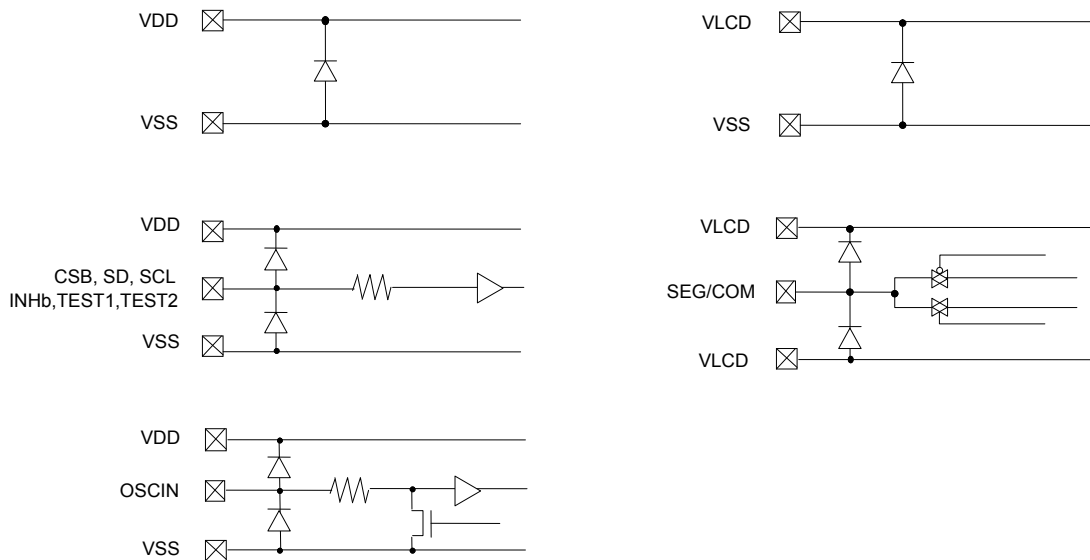 VDD
VSS
VLCD
VSS
VDD
CSB, SD, SCL
INHb,TEST1,TEST2
VSS
VLCD
SEG/COM
VLCD
VDD
OSCIN
VSS